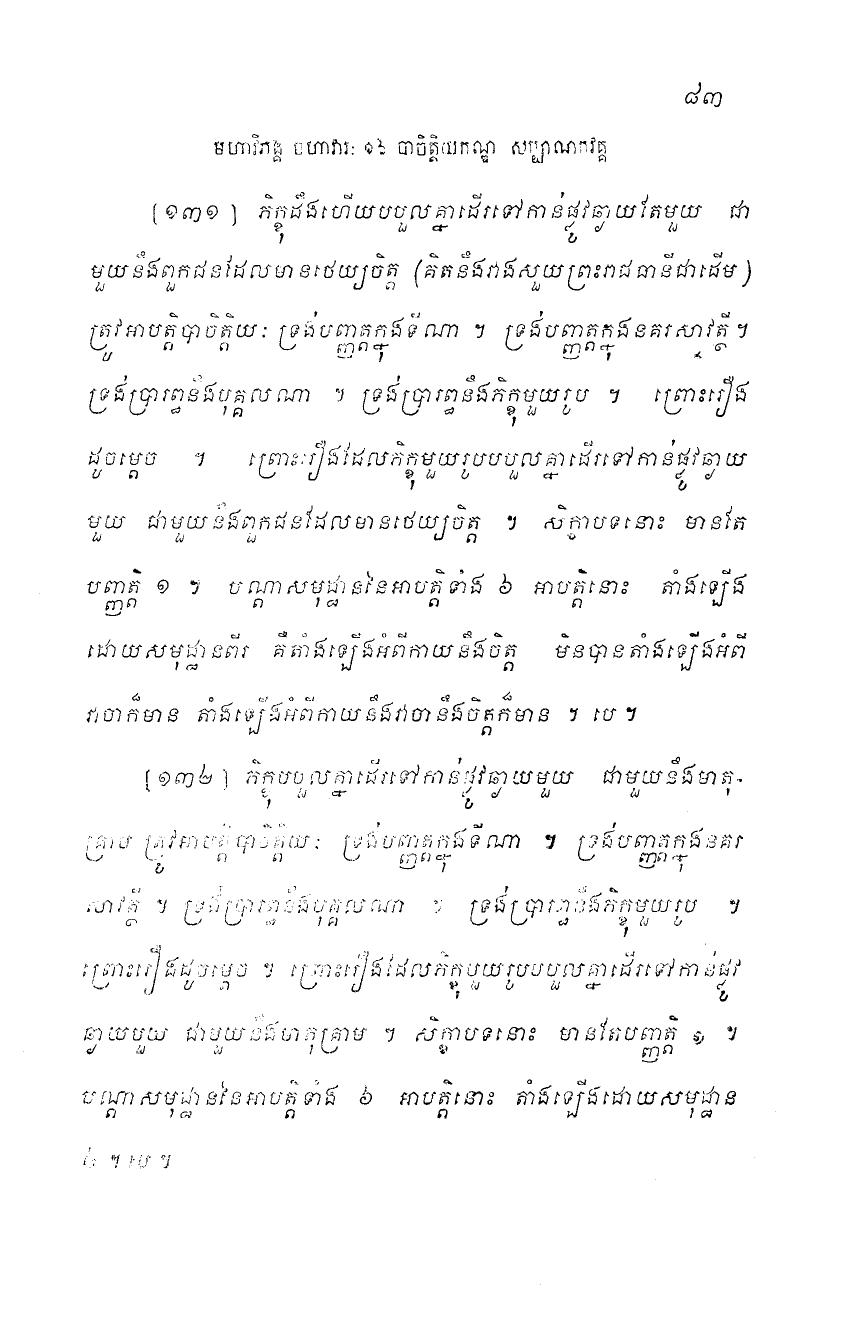 ៨៣
មហាវិភង្គ មហាវារៈ ១៦ បាចិត្តិយកណ្ឌ សប្បាណកវគ្គ
[១៣១] ភិក្ខុដឹងហើយបបួលគ្នាដើរទៅកាន់ផ្លូវឆ្ងាយតែមួយ ជា
មួយនឹងពួកជនដែលមានថេយ្យចិត្ត (គិតនឹងរាងសួយព្រះរាជធានីជាដើម)
ត្រូវអាបត្តិបាចិត្តិយៈ ទ្រង់បញ្ញត្តក្នុងទីណា ។ ទ្រង់បញ្ញត្តក្នុងនគរសាវត្ថី ។
ទ្រង់ប្រារព្ធនឹងបុគ្គលណា ។ ទ្រង់ប្រារព្ធនឹងភិក្ខុមួយរូប ។ ព្រោះរឿង
ដូចម្តេច ។ ព្រោះរឿងដែលភិក្ខុមួយរូបបបួលគ្នាដើរទៅកាន់ផ្លូវឆ្ងាយ
មួយ ជាមួយនឹងពួកជនដែលមានថេយ្យចិត្ត ។ សិក្ខាបទនោះ មានតែ
បញ្ញត្តិ ១ ។ បណ្តាសមុដ្ឋាននៃអាបត្តិទាំង ៦ អាបត្តិនោះ តាំងឡើង
ដោយសមុដ្ឋានពីរ គឺតាំងឡើងអំពីកាយនឹងចិត្ត មិនបានតាំងឡើងអំពី
វាចាក៏មាន តាំងឡើងអំពីកាយនឹងវាចានឹងចិត្តក៏មាន ។ បេ ។
[១៣២] ភិក្ខុបបួលគ្នាដើរទៅកាន់ផ្លូវឆ្ងាយមួយ ជាមួយនឹងមាតុ-
គ្រាម ត្រូវអាបត្តិបាចិត្តិយៈ ទ្រង់បញ្ញត្តក្នុងទីណា ។ ទ្រង់បញ្ញត្តក្នុងនគរ
សាវត្ថី ។ ទ្រង់ប្រារព្ធនឹងបុគ្គលណា ។ ទ្រង់ប្រារព្ធនឹងភិក្ខុមួយរូប ។
ព្រោះរឿងដូចម្តេច ។ ព្រោះរឿងដែលភិក្ខុមួយរូបបបួលគ្នាដើរទៅកាន់ផ្លូវ
ឆ្ងាយមួយ ជាមួយនឹងមាតុគ្រាម ។ សិក្ខាបទនោះ មានតែបញ្ញត្តិ ១ ។
បណ្តាសមុដ្ឋាននៃអាបត្តិទាំង ៦ អាបត្តិនោះ តាំងឡើងដោយសមុដ្ឋាន
។ បេ ។